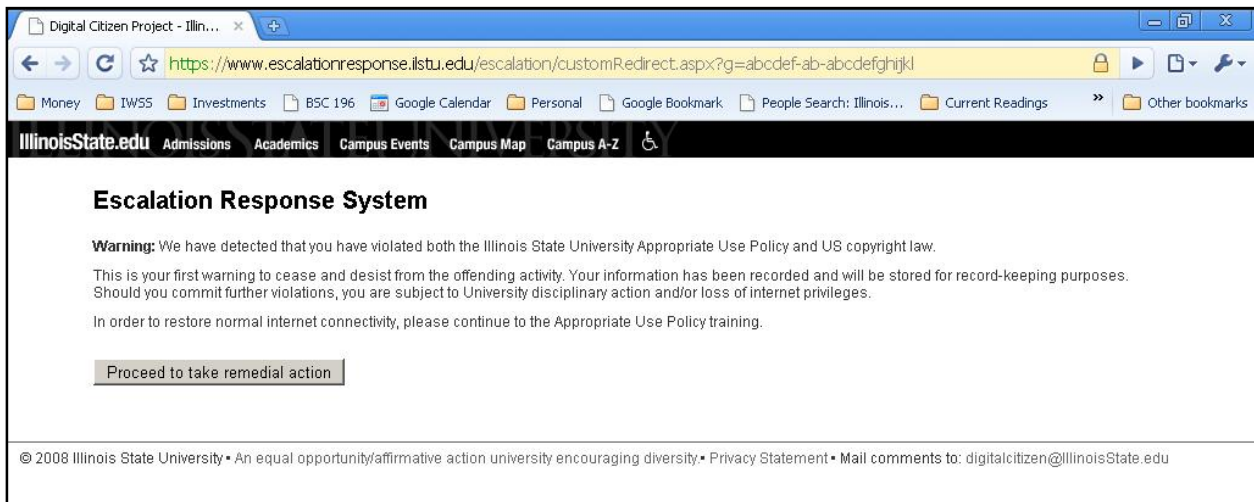 Digital Citizen Project - Illin...
https://www.escalationresponse.ilstu.edu/escalation/customRedirect.aspx?g=abcdef-ab-abcdefghijkl
Money IWSS Investments BSC 196 Google Calendar Personal Google Bookmark People Search: Illinois... Current Readings » Other bookmarks
ILLINOIS STATE UNIVERSITY
IllinoisState.edu Admissions Academics Campus Events Campus Map Campus A-Z
Escalation Response System
Warning: We have detected that you have violated both the Illinois State University Appropriate Use Policy and US copyright law.
This is your first warning to cease and desist from the offending activity. Your information has been recorded and will be stored for record-keeping purposes.
Should you commit further violations, you are subject to University disciplinary action and/or loss of internet privileges.
In order to restore normal internet connectivity, please continue to the Appropriate Use Policy training.
Proceed to take remedial action
© 2008 Illinois State University • An equal opportunity/affirmative action university encouraging diversity. • Privacy Statement • Mail comments to: digitalcitizen@IllinoisState.edu